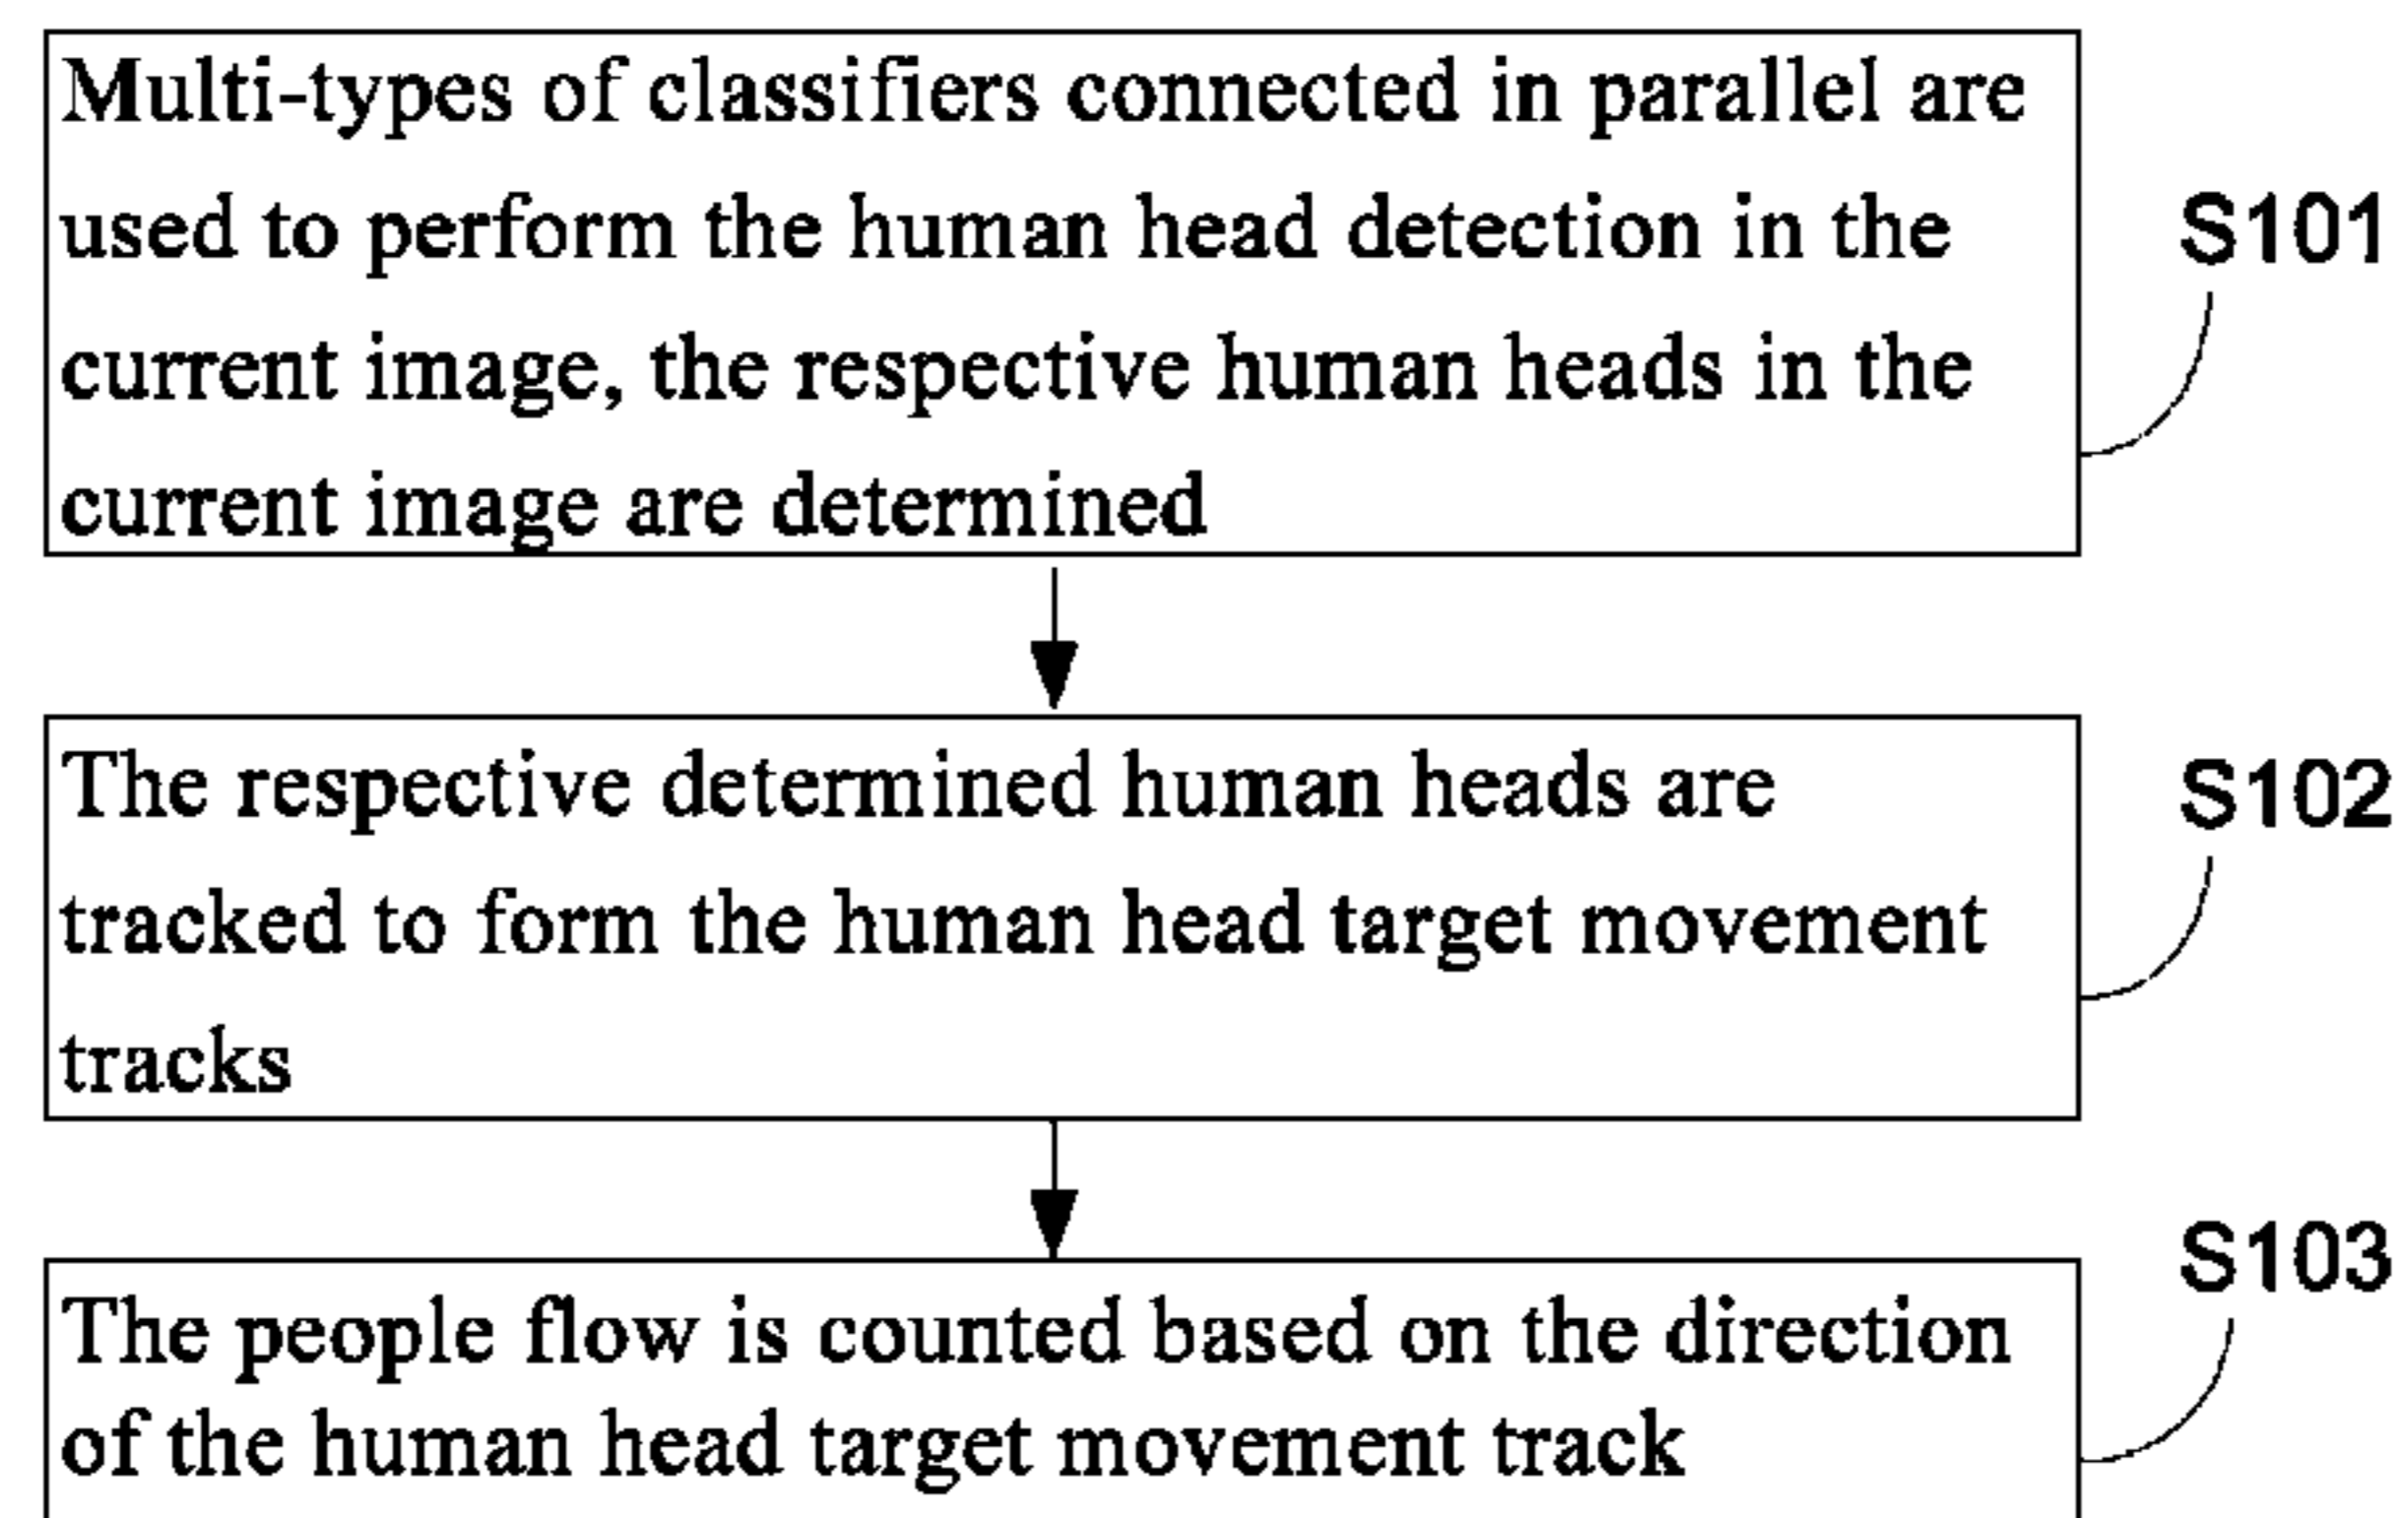 Multi-types of classifiers connected in parallel are
used to perform the human head detection in the
current image, the respective human heads in the
current image are determined
S101
The respective determined human heads are
tracked to form the human head target movement
tracks
S102
The people flow is counted based on the direction
of the human head target movement track
S103